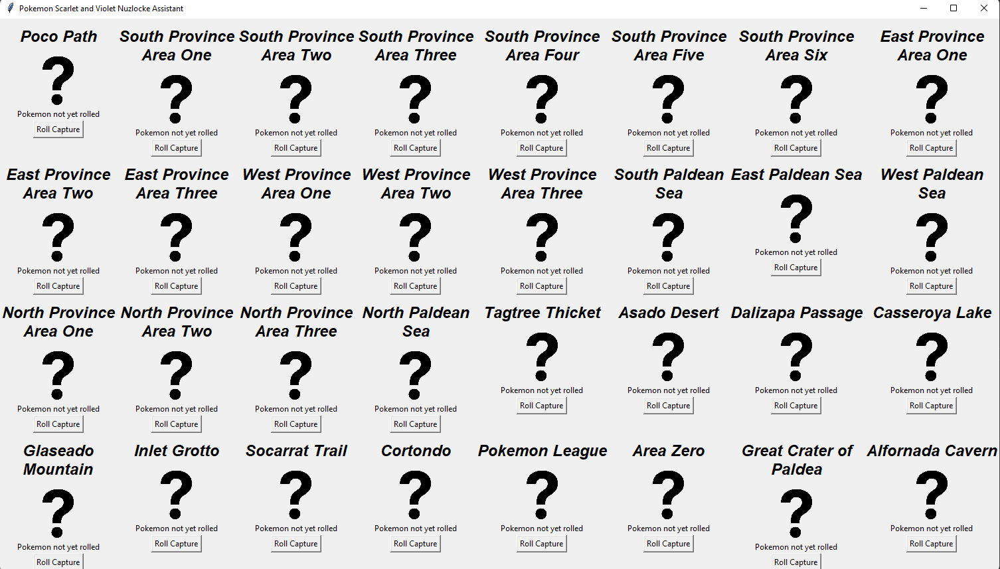 Pokemon Scarlet and Violet Nuzlocke Assistant
Poco Path
?
Pokemon not yet rolled
Roll Capture
South Province
Area One
?
Pokemon not yet rolled
Roll Capture
South Province
Area Two
?
Pokemon not yet rolled
Roll Capture
South Province
Area Three
?
Pokemon not yet rolled
Roll Capture
South Province
Area Four
?
Pokemon not yet rolled
Roll Capture
South Province
Area Five
?
Pokemon not yet rolled
Roll Capture
South Province
Area Six
?
Pokemon not yet rolled
Roll Capture
East Province
Area One
?
Pokemon not yet rolled
Roll Capture
East Province
Area Two
?
Pokemon not yet rolled
Roll Capture
East Province
Area Three
?
Pokemon not yet rolled
Roll Capture
West Province
Area One
?
Pokemon not yet rolled
Roll Capture
West Province
Area Two
?
Pokemon not yet rolled
Roll Capture
West Province
Area Three
?
Pokemon not yet rolled
Roll Capture
South Paldean
Sea
?
Pokemon not yet rolled
Roll Capture
East Paldean Sea
?
Pokemon not yet rolled
Roll Capture
West Paldean
Sea
?
Pokemon not yet rolled
Roll Capture
North Province
Area One
?
Pokemon not yet rolled
Roll Capture
North Province
Area Two
?
Pokemon not yet rolled
Roll Capture
North Province
Area Three
?
Pokemon not yet rolled
Roll Capture
North Paldean
Sea
?
Pokemon not yet rolled
Roll Capture
Tagtree Thicket
?
Pokemon not yet rolled
Roll Capture
Asado Desert
?
Pokemon not yet rolled
Roll Capture
Dalizapa Passage
?
Pokemon not yet rolled
Roll Capture
Casseroya Lake
?
Pokemon not yet rolled
Roll Capture
Glaseado
Mountain
?
Pokemon not yet rolled
Roll Capture
Inlet Grotto
?
Pokemon not yet rolled
Roll Capture
Socarrat Trail
?
Pokemon not yet rolled
Roll Capture
Cortondo
?
Pokemon not yet rolled
Roll Capture
Pokemon League
?
Pokemon not yet rolled
Roll Capture
Area Zero
?
Pokemon not yet rolled
Roll Capture
Great Crater of
Paldea
?
Pokemon not yet rolled
Roll Capture
Alfornada Cavern
?
Pokemon not yet rolled
Roll Capture